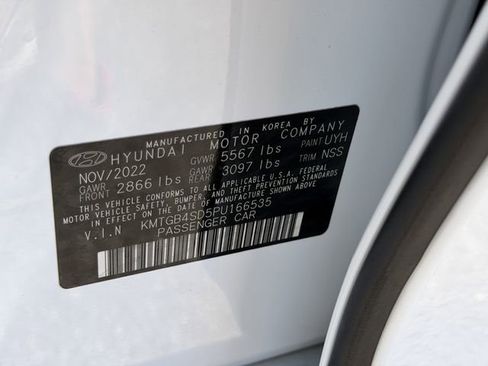 MANUFACTURED IN KOREA BY
HYUNDAI MOTOR COMPANY
NOV/2022 GVWR 5567 lbs PAINT: UYH
GAWR FRONT 2866 lbs GAWR REAR 3097 lbs TRIM NSS
THIS VEHICLE CONFORMS TO ALL APPLICABLE U.S.A. FEDERAL
MOTOR VEHICLE SAFETY, BUMPER, AND THEFT PREVENTION STANDARDS
IN EFFECT ON THE DATE OF MANUFACTURE SHOWN ABOVE.
V.I.N KMTGB4SD5PU166535
PASSENGER CAR